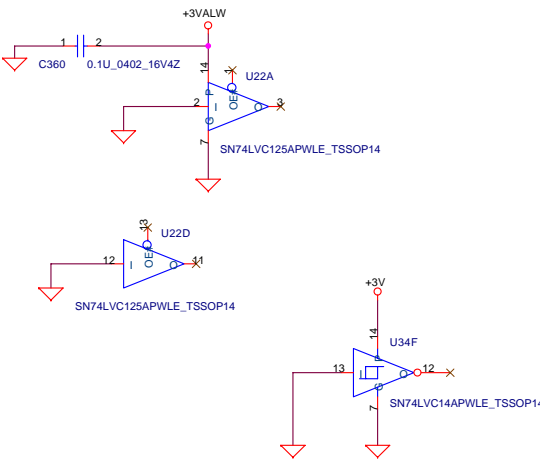 +3VALW
1 2
C360 0.1U_0402_16V4Z
14
1
U22A
P
OE#
2 I O 3
G
7
SN74LVC125APWLE_TSSOP14
13
U22D
OE#
12 I O 11
SN74LVC125APWLE_TSSOP14
+3V
14
U34F
P
13 I O 12
G
7
SN74LVC14APWLE_TSSOP14